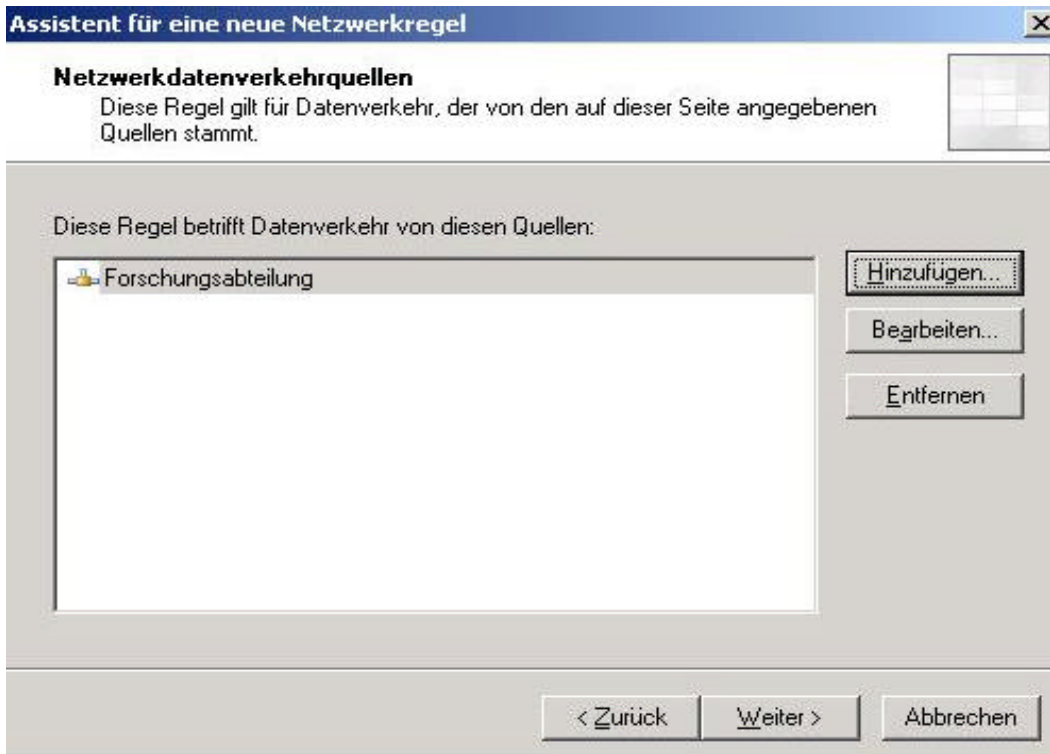 Assistent für eine neue Netzwerkregel
Netzwerkdatenverkehrquellen
Diese Regel gilt für Datenverkehr, der von den auf dieser Seite angegebenen
Quellen stammt.
Diese Regel betrifft Datenverkehr von diesen Quellen:
Forschungsabteilung
Hinzufügen...
Bearbeiten...
Entfernen
< Zurück
Weiter >
Abbrechen